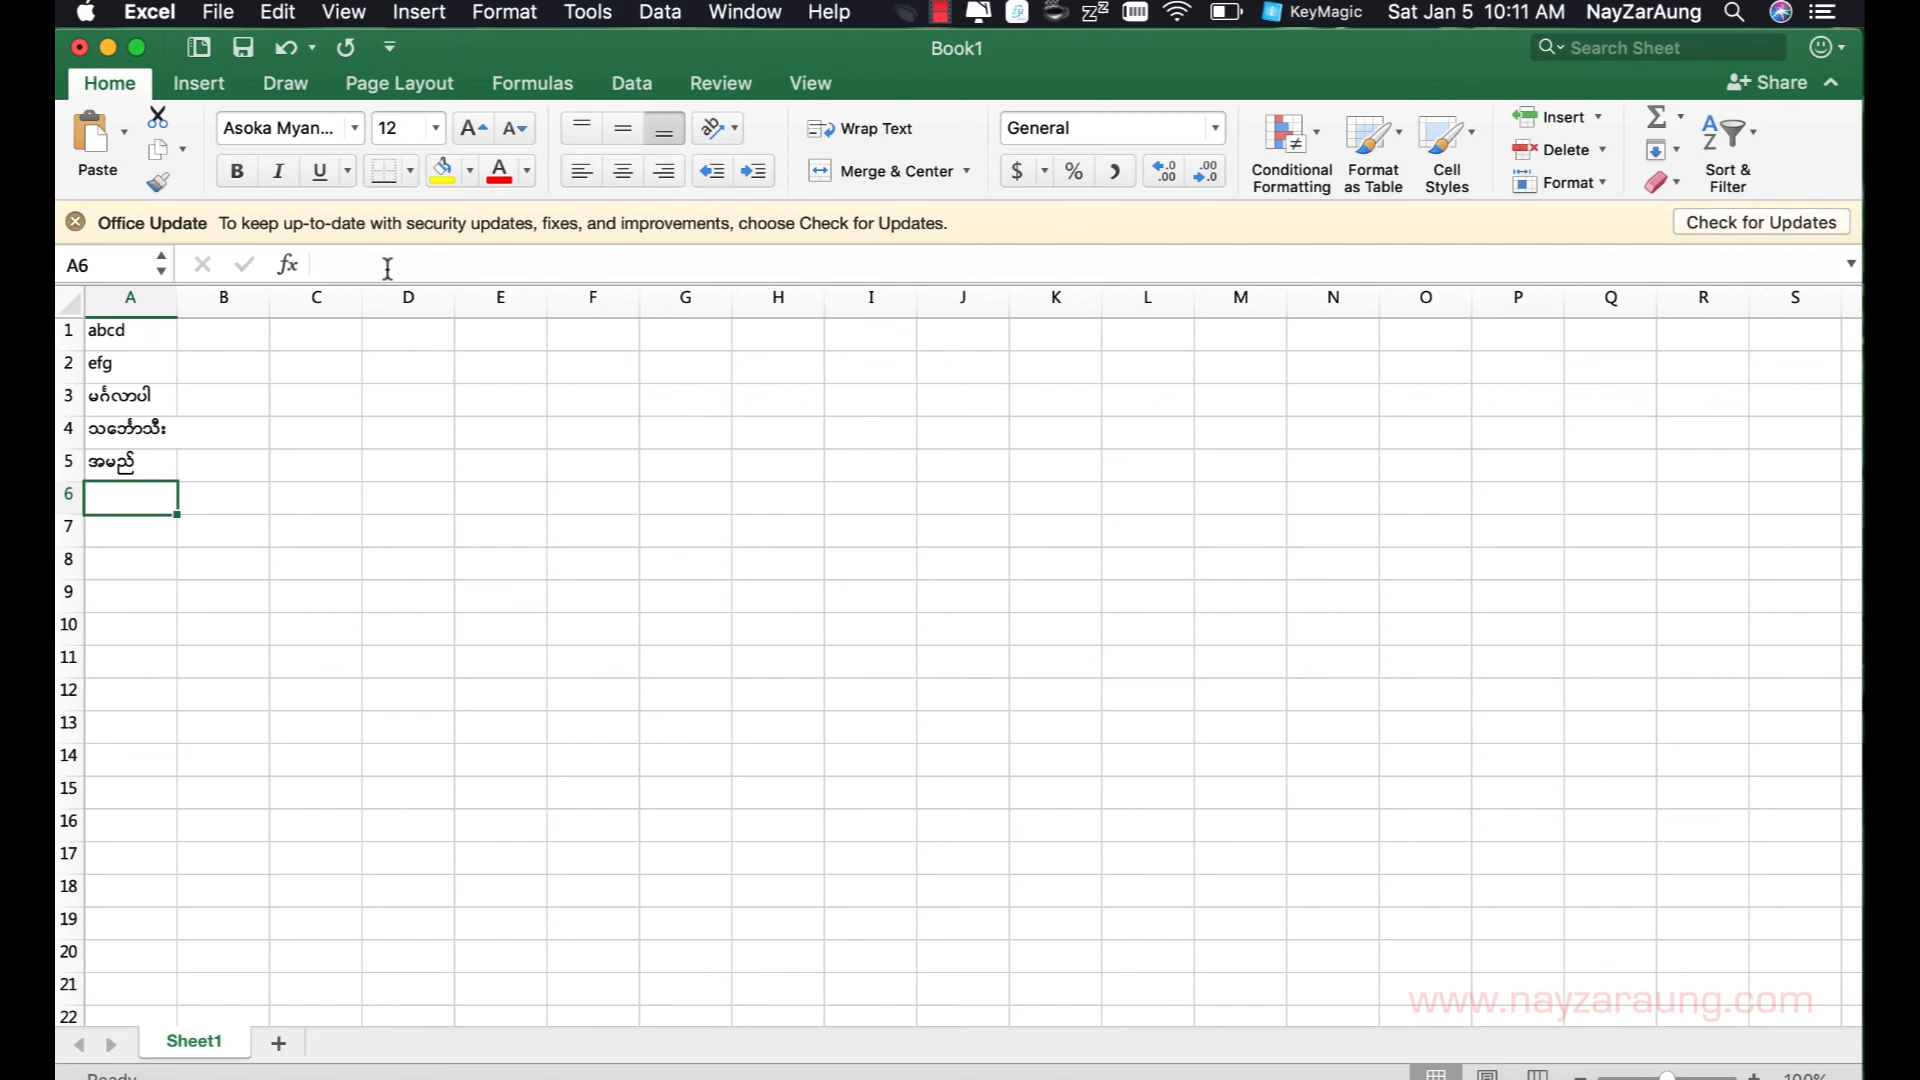 Excel File Edit View Insert Format Tools Data Window Help KeyMagic Sat Jan 5 10:11 AM NayZarAung
Book1
Search Sheet
Home Insert Draw Page Layout Formulas Data Review View Share
Paste
Asoka Myan... 12
Wrap Text
Merge & Center
General
Conditional Formatting
Format as Table
Cell Styles
Insert
Delete
Format
Sort & Filter
Office Update To keep up-to-date with security updates, fixes, and improvements, choose Check for Updates. Check for Updates
A6 fx
A B C D E F G H I J K L M N O P Q R S
1 abcd
2 efg
3 မင်္ဂလာပါ
4 သင်္ဘောသီး
5 အမည်
6
7
8
9
10
11
12
13
14
15
16
17
18
19
20
21
22
www.nayzaraung.com
Sheet1
Ready 100%